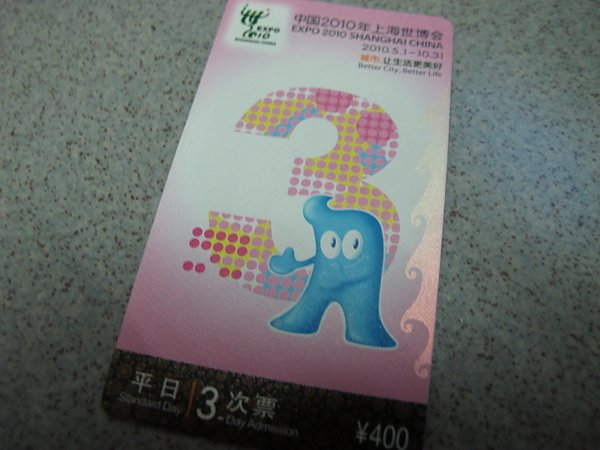 EXPO
2010
SHANGHAI CHINA
中国2010年上海世博会
EXPO 2010 SHANGHAI CHINA
2010.5.1-10.31
城市,让生活更美好
Better City, Better Life
3
平日 3 次票
Standard Day 3-Day Admission
¥400